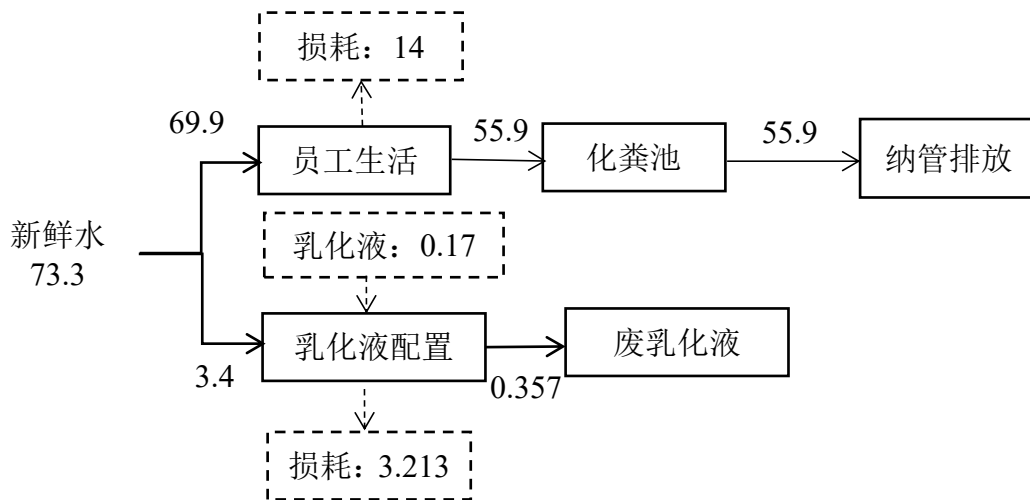 损耗：14
69.9
员工生活
55.9
化粪池
55.9
纳管排放
新鲜水
73.3
乳化液：0.17
3.4
乳化液配置
0.357
废乳化液
损耗：3.213